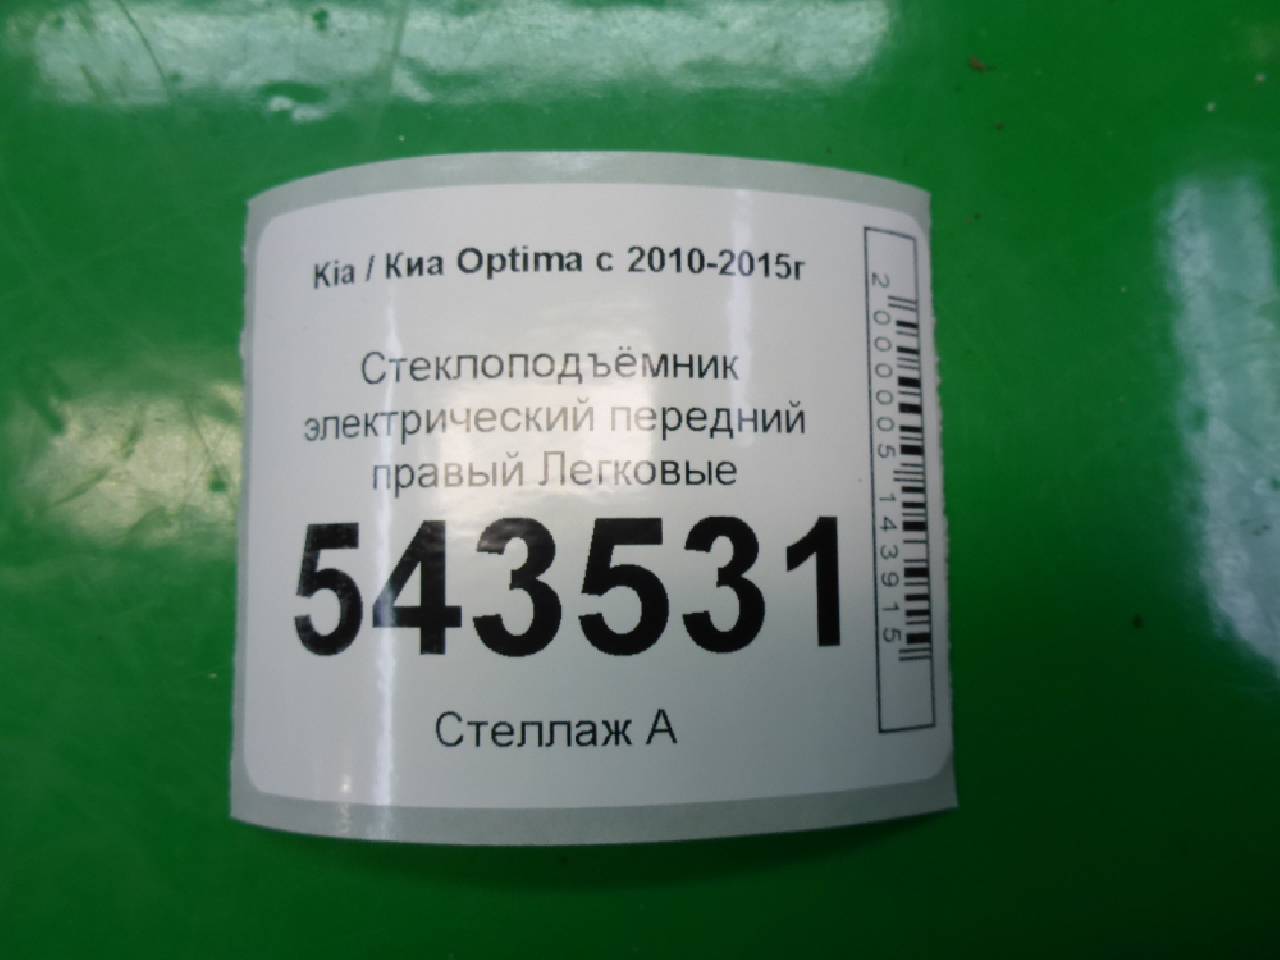 Kia / Киа Optima с 2010-2015г
Стеклоподъёмник
электрический передний
правый Легковые
543531
Стеллаж А
2000005143915